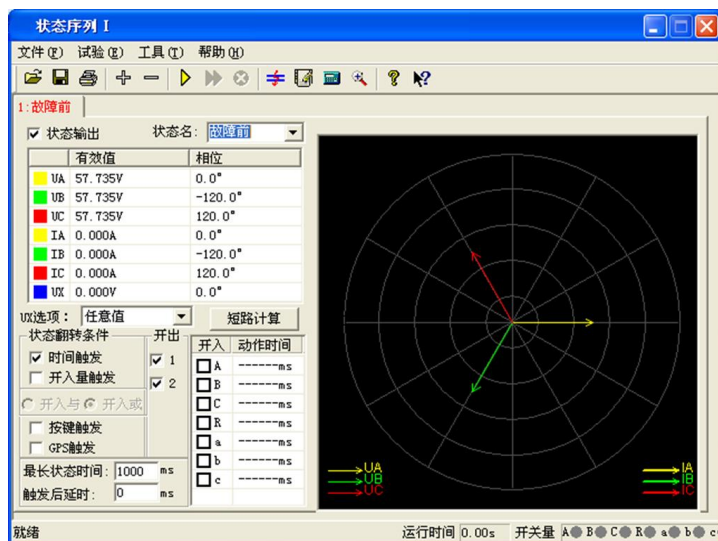 状态序列 I
文件(F) 试验(E) 工具(T) 帮助(H)
1:故障前
状态输出 状态名: 故障前
有效值 相位
UA 57.735V 0.0°
UB 57.735V -120.0°
UC 57.735V 120.0°
IA 0.000A 0.0°
IB 0.000A -120.0°
IC 0.000A 120.0°
UX 0.000V 0.0°
UX选项: 任意值 短路计算
状态翻转条件 开出 开入 动作时间
时间触发 1
开入量触发 2
开入与 开入或
按键触发
GPS触发
A ------ms
B ------ms
C ------ms
R ------ms
a ------ms
b ------ms
c ------ms
最长状态时间: 1000 ms
触发后延时: 0 ms
UA IA
UB IB
UC IC
就绪 运行时间 0.00s 开关量 A B C R a b c